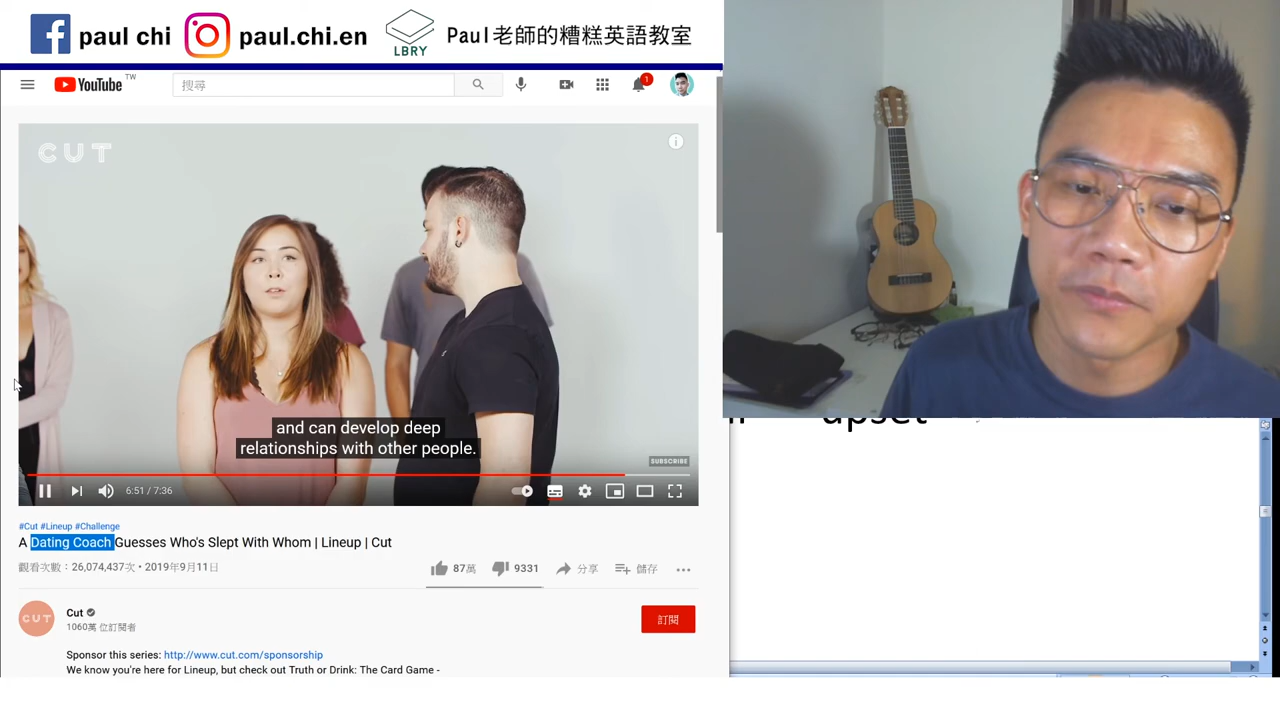 paul chi
paul.chi.en
LBRY
Paul老師的糟糕英語教室
YouTube TW
搜尋
1
CUT
and can develop deep
relationships with other people.
SUBSCRIBE
6:51 / 7:36
#Cut #Lineup #Challenge
A Dating Coach Guesses Who's Slept With Whom | Lineup | Cut
觀看次數：26,074,437次 • 2019年9月11日
87萬
9331
分享
儲存
CUT
Cut
1060萬 位訂閱者
訂閱
Sponsor this series: http://www.cut.com/sponsorship
We know you're here for Lineup, but check out Truth or Drink: The Card Game -
upset